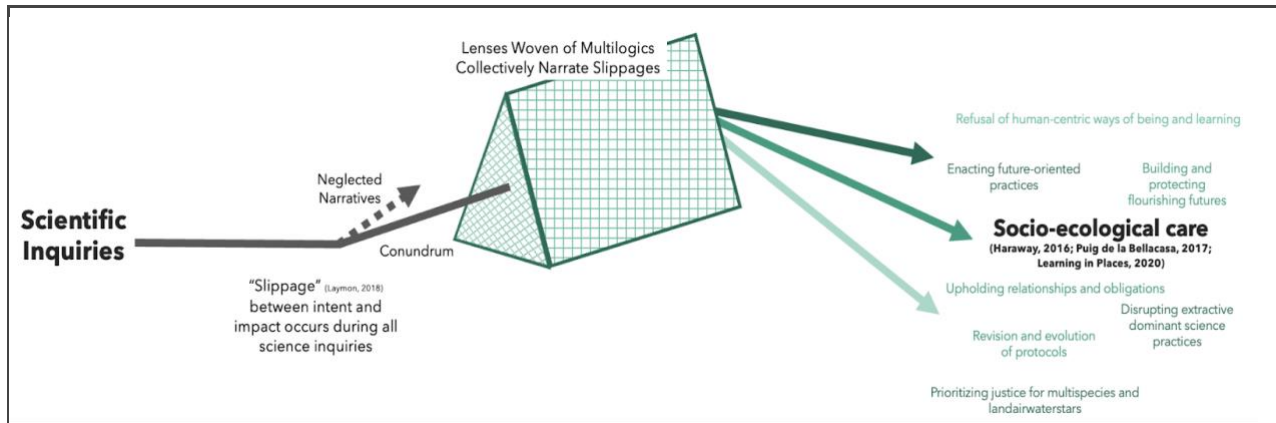 Lenses Woven of Multilogics
Collectively Narrate Slippages
Neglected
Narratives
Scientific
Inquiries
Conundrum
“Slippage” (Laymon, 2018)
between intent and
impact occurs during all
science inquiries
Refusal of human-centric ways of being and learning
Enacting future-oriented
practices
Building and
protecting
flourishing futures
Socio-ecological care
(Haraway, 2016; Puig de la Bellacasa, 2017;
Learning in Places, 2020)
Upholding relationships and obligations
Disrupting extractive
dominant science
practices
Revision and evolution
of protocols
Prioritizing justice for multispecies and
landairwaterstars